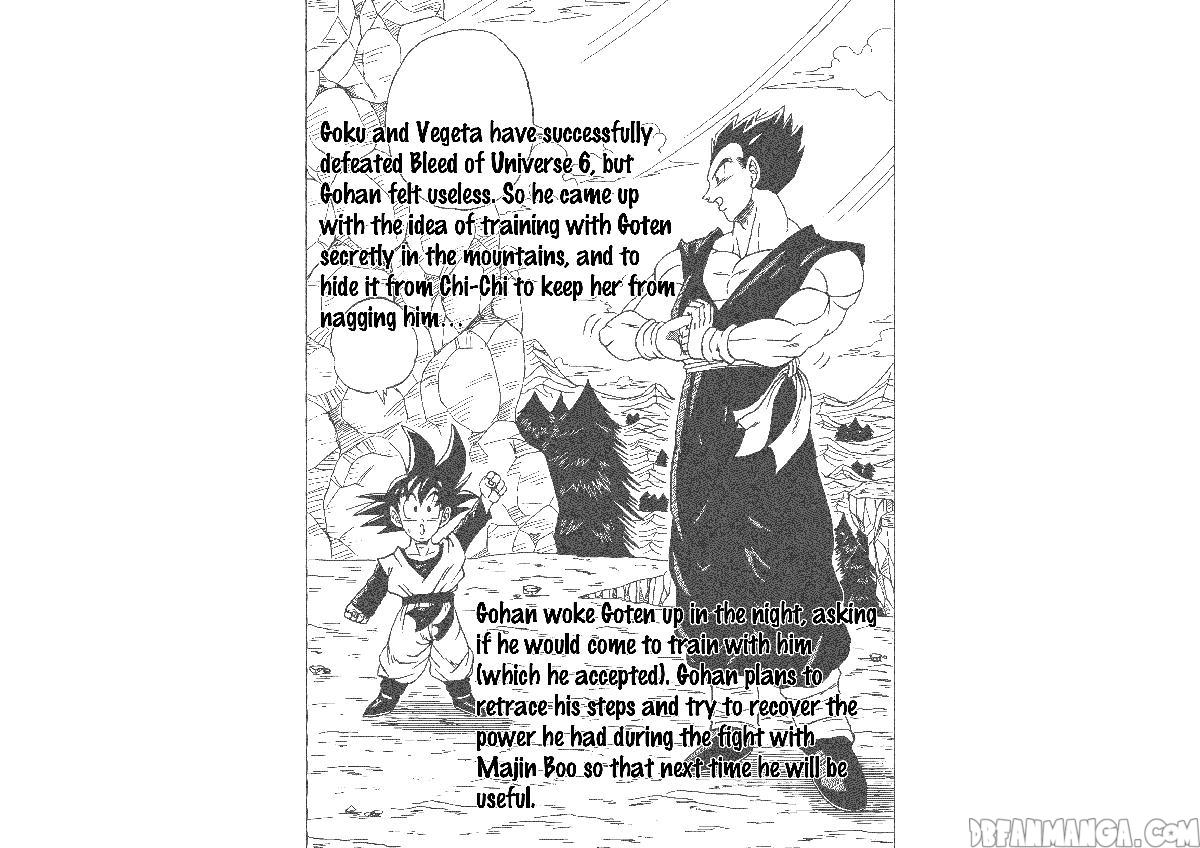 Goku and Vegeta have successfully
defeated Bleed of Universe 6, but
Gohan felt useless. So he came up
with the idea of training with Goten
secretly in the mountains, and to
hide it from Chi-Chi to keep her from
nagging him...
Gohan woke Goten up in the night, asking
if he would come to train with him
(which he accepted). Gohan plans to
retrace his steps and try to recover the
power he had during the fight with
Majin Boo so that next time he will be
useful.
DBFANMANGA.COM